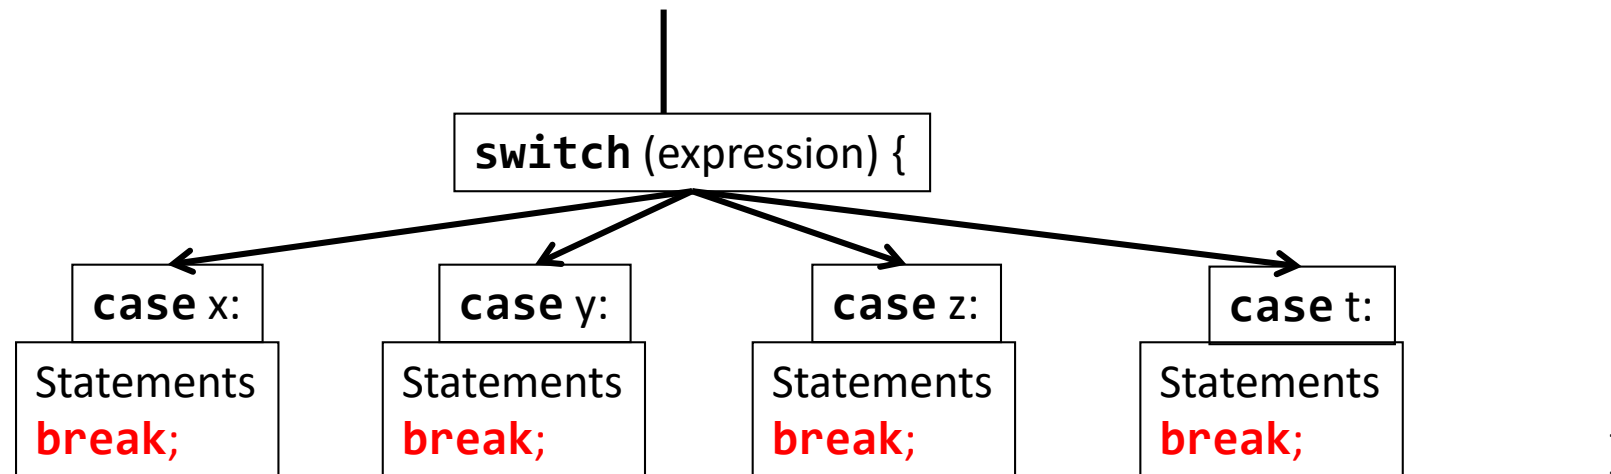 switch (expression) {
case x:
Statements
break;
case y:
Statements
break;
case z:
Statements
break;
case t:
Statements
break;